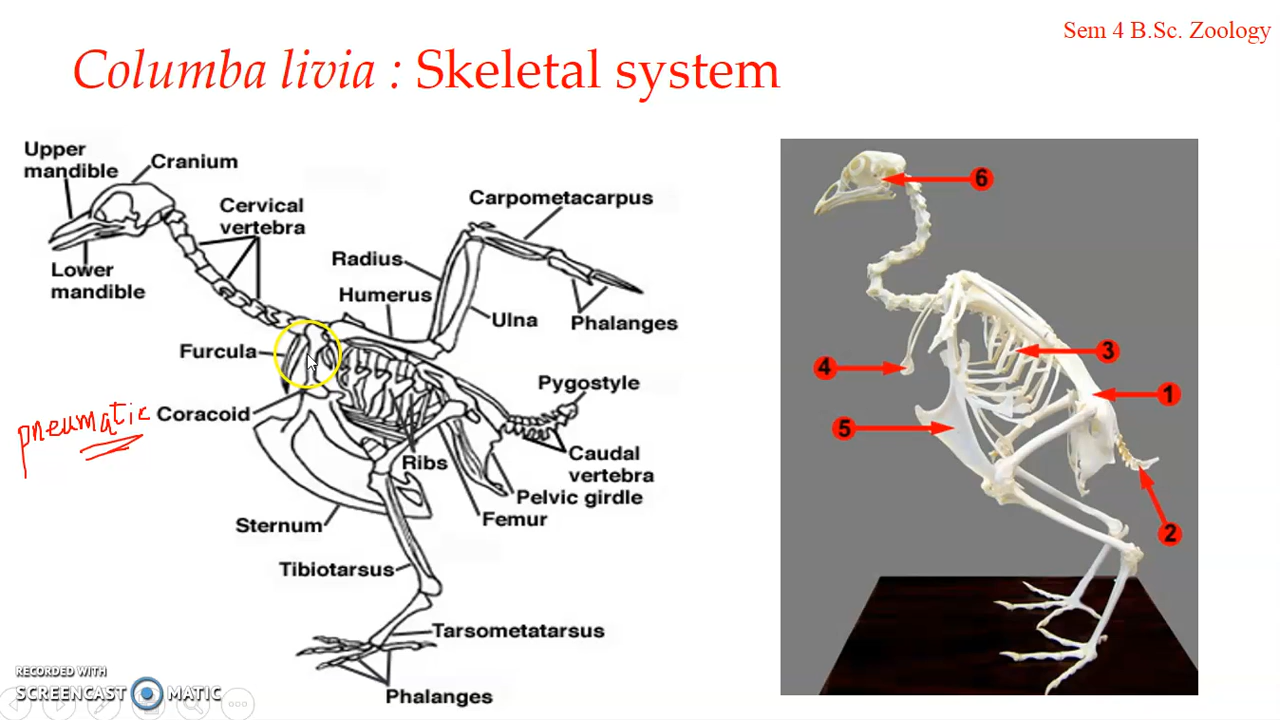 Sem 4 B.Sc. Zoology
Columba livia : Skeletal system
Upper
mandible
Cranium
Cervical
vertebra
Lower
mandible
Carpometacarpus
Radius
Humerus
Ulna
Phalanges
Furcula
Coracoid
Pygostyle
Caudal
vertebra
Ribs
Pelvic girdle
Femur
Sternum
Tibiotarsus
Tarsometatarsus
Phalanges
pneumatic
6
3
4
1
5
2
RECORDED WITH
SCREENCAST MATIC